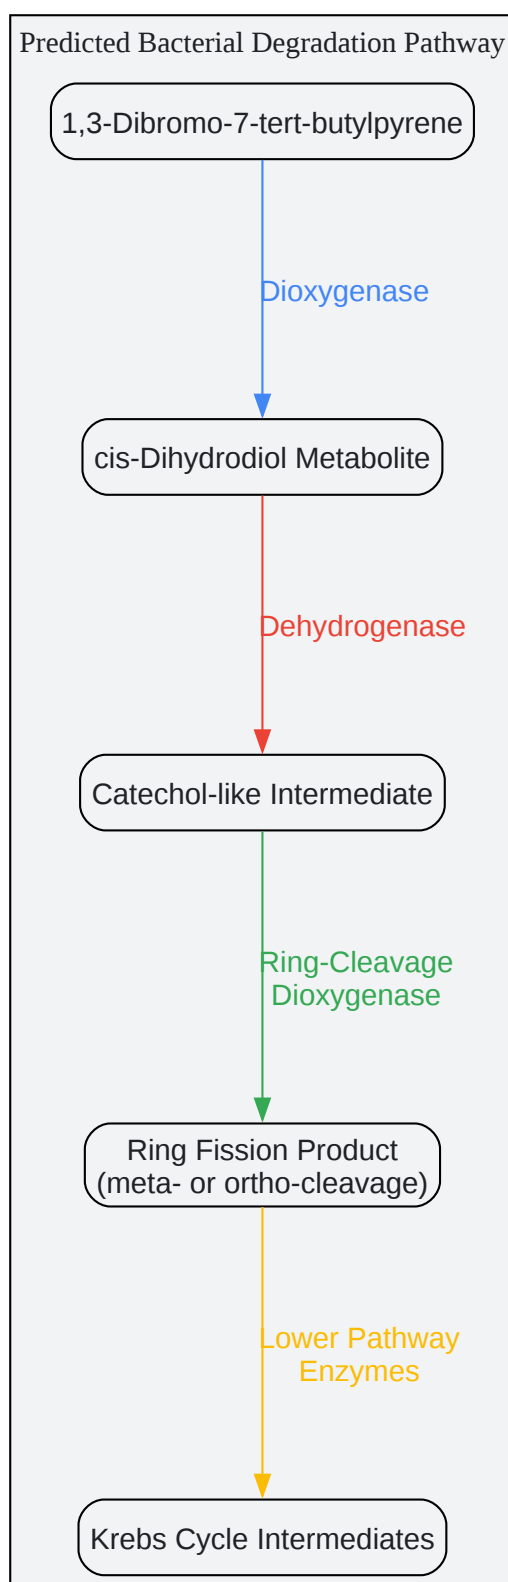 Predicted Bacterial Degradation Pathway
1,3-Dibromo-7-tert-butylpyrene
Dioxygenase
cis-Dihydrodiol Metabolite
Dehydrogenase
Catechol-like Intermediate
Ring-Cleavage
Dioxygenase
Ring Fission Product
(meta- or ortho-cleavage)
Lower Pathway
Enzymes
Krebs Cycle Intermediates